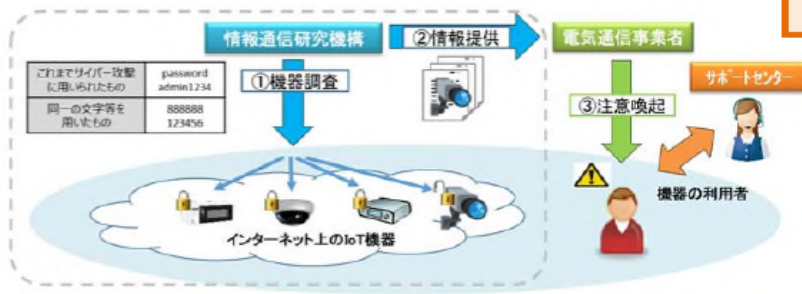 情報通信研究機構
②情報提供
電気通信事業者
これまでサイバー攻撃
に用いられたもの
password
admin1234
同一の文字等を
用いたもの
888888
123456
①機器調査
サポートセンター
③注意喚起
機器の利用者
インターネット上のIoT機器